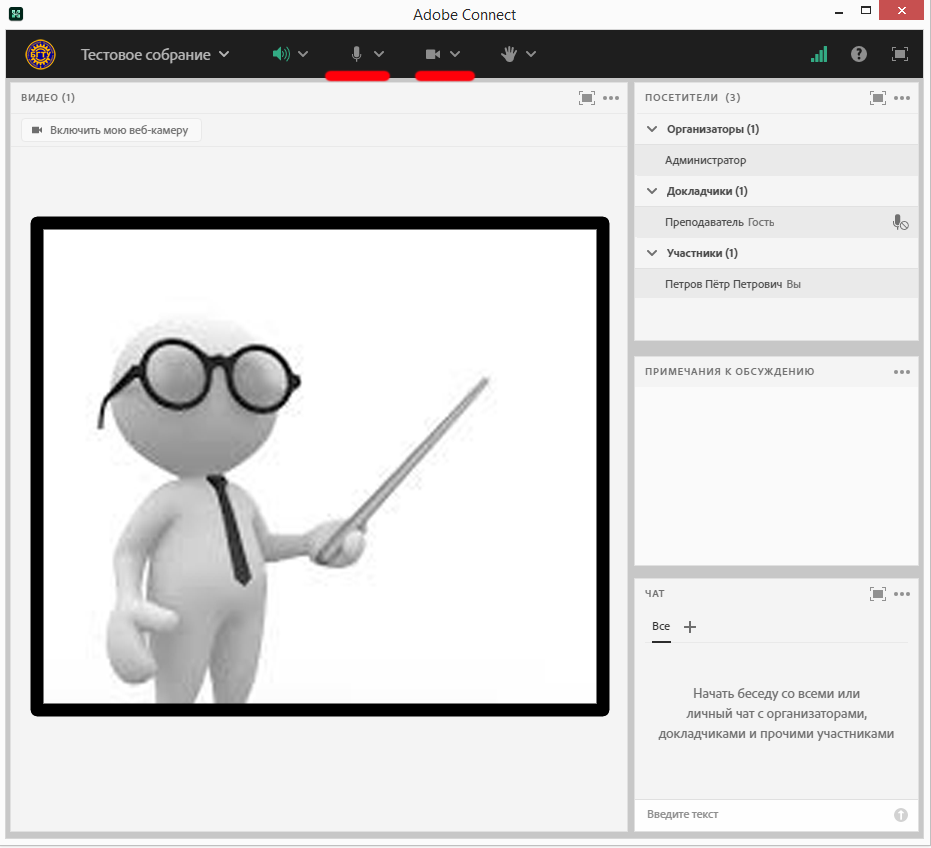 Adobe Connect
Тестовое собрание
ВИДЕО (1)
Включить мою веб-камеру
ПОСЕТИТЕЛИ (3)
Организаторы (1)
Администратор
Докладчики (1)
Преподаватель Гость
Участники (1)
Петров Пётр Петрович Вы
ПРИМЕЧАНИЯ К ОБСУЖДЕНИЮ
ЧАТ
Все
Начать беседу со всеми или
личный чат с организаторами,
докладчиками и прочими участниками
Введите текст